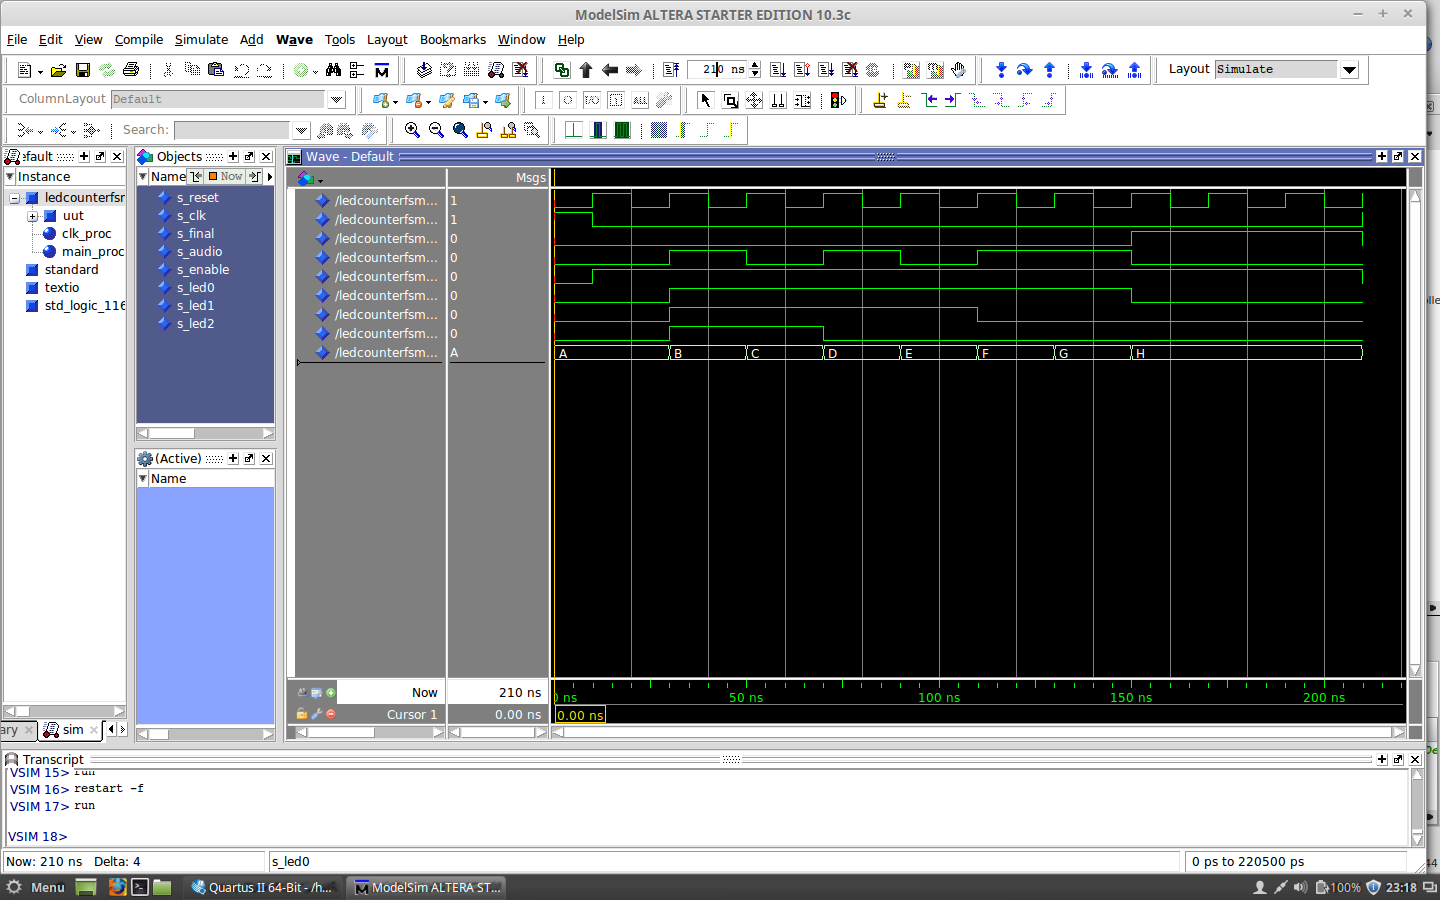 ModelSim ALTERA STARTER EDITION 10.3c
File Edit View Compile Simulate Add Wave Tools Layout Bookmarks Window Help
210 ns
Layout Simulate
ColumnLayout Default
Search:
efault
Instance
ledcounterfsr
uut
clk_proc
main_proc
standard
textio
std_logic_116
ary sim
Objects
Name Now
s_reset
s_clk
s_final
s_audio
s_enable
s_led0
s_led1
s_led2
(Active)
Name
Wave - Default
Msgs
/ledcounterfsm... 1
/ledcounterfsm... 1
/ledcounterfsm... 0
/ledcounterfsm... 0
/ledcounterfsm... 0
/ledcounterfsm... 0
/ledcounterfsm... 0
/ledcounterfsm... 0
/ledcounterfsm... A A B C D E F G H
Now 210 ns
0 ns 50 ns 100 ns 150 ns 200 ns
Cursor 1 0.00 ns 0.00 ns
Transcript
VSIM 15> run
VSIM 16> restart -f
VSIM 17> run
VSIM 18>
Now: 210 ns Delta: 4 s_led0 0 ps to 220500 ps
Menu Quartus II 64-Bit - /h... ModelSim ALTERA ST... 100% 23:18